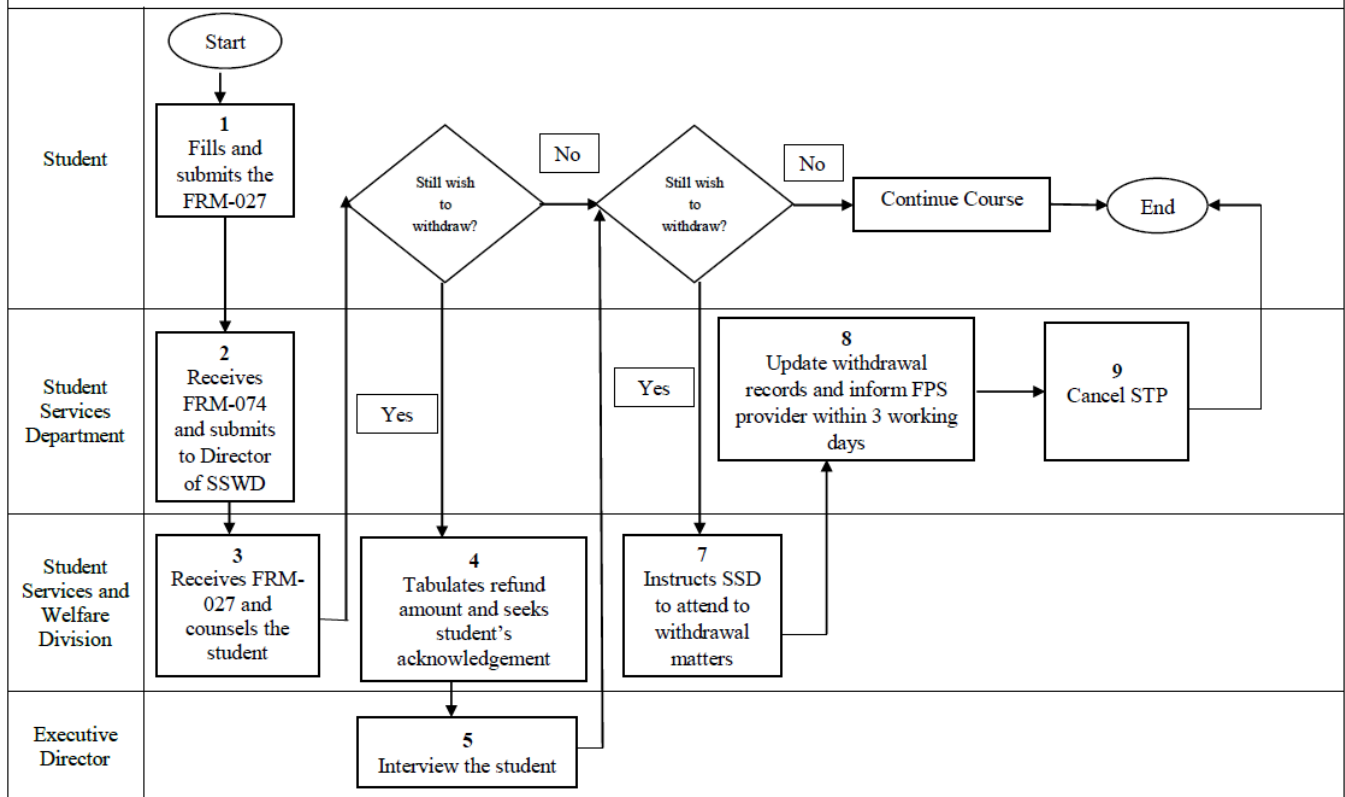 Student
Start
1
Fills and
submits the
FRM-027
Still wish
to
withdraw?
No
Still wish
to
withdraw?
No
Continue Course
End
Student
Services
Department
2
Receives
FRM-074
and submits
to Director
of SSWD
Yes
Yes
8
Update withdrawal
records and inform FPS
provider within 3 working
days
9
Cancel STP
Student
Services and
Welfare
Division
3
Receives FRM-
027 and
counsels the
student
4
Tabulates refund
amount and seeks
student’s
acknowledgement
7
Instructs SSD
to attend to
withdrawal
matters
Executive
Director
5
Interview the student